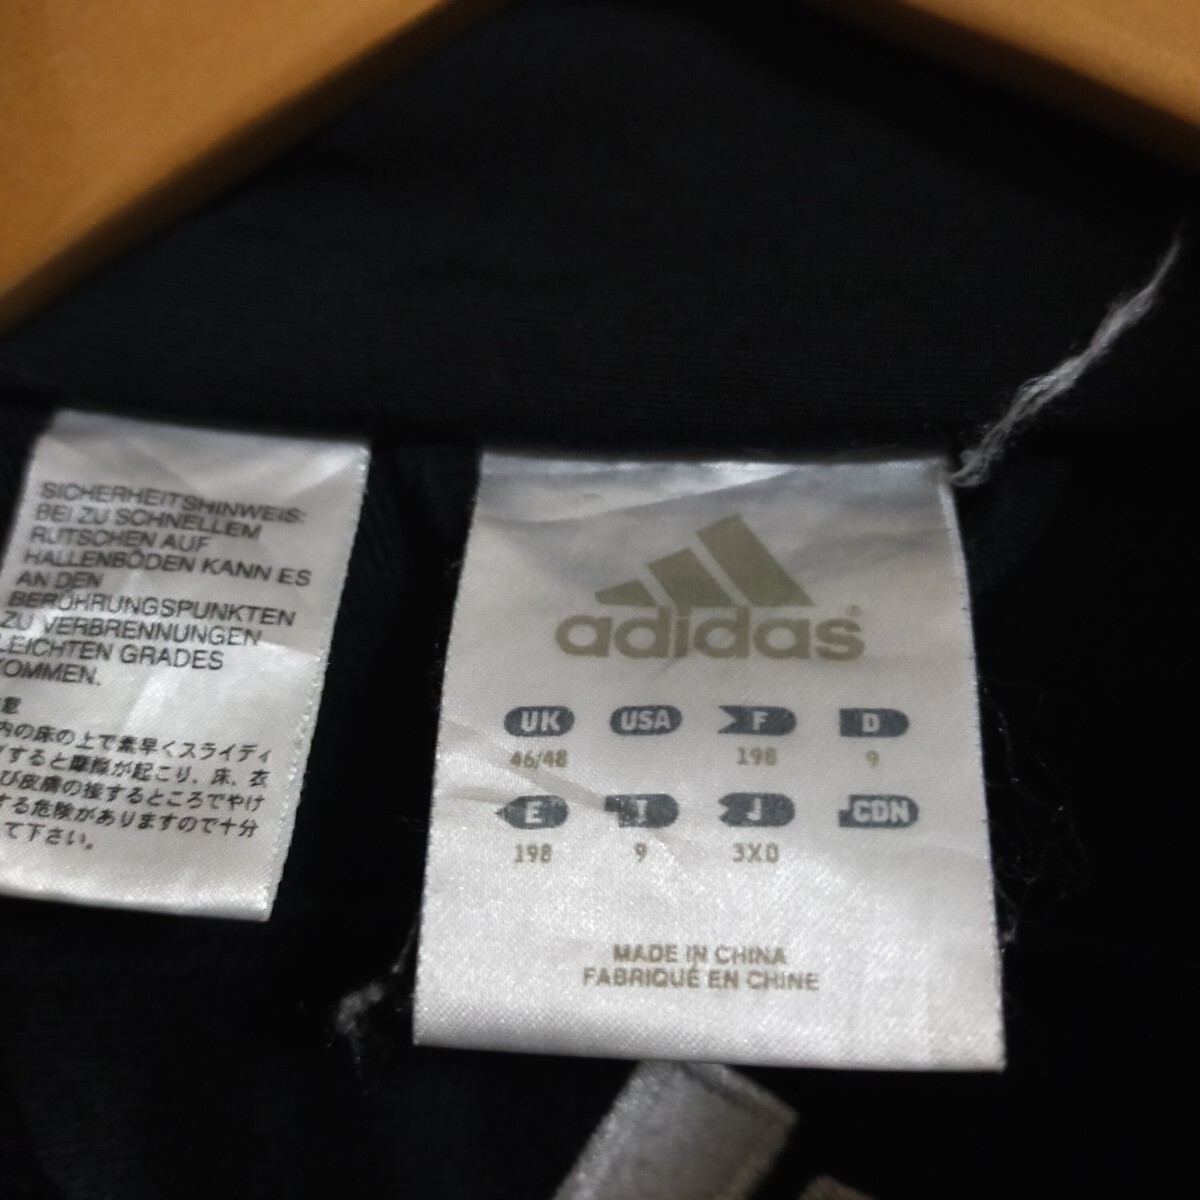 SICHERHEITSHINWEIS:
BEI ZU SCHNELLEM
RUTSCHEN AUF
HALLENBÖDEN KANN ES
AN DEN
BERÜHRUNGSPUNKTEN
ZU VERBRENNUNGEN
LEICHTEN GRADES
KOMMEN.
意
内の床の上で素早くスライディ
グすると摩擦が起こり、床、衣
び皮膚の接するところでやけ
する危険がありますので十分
て下さい。
adidas®
UK USA F D
46/48 198 9
E I J CDN
198 9 3XO
MADE IN CHINA
FABRIQUÉ EN CHINE